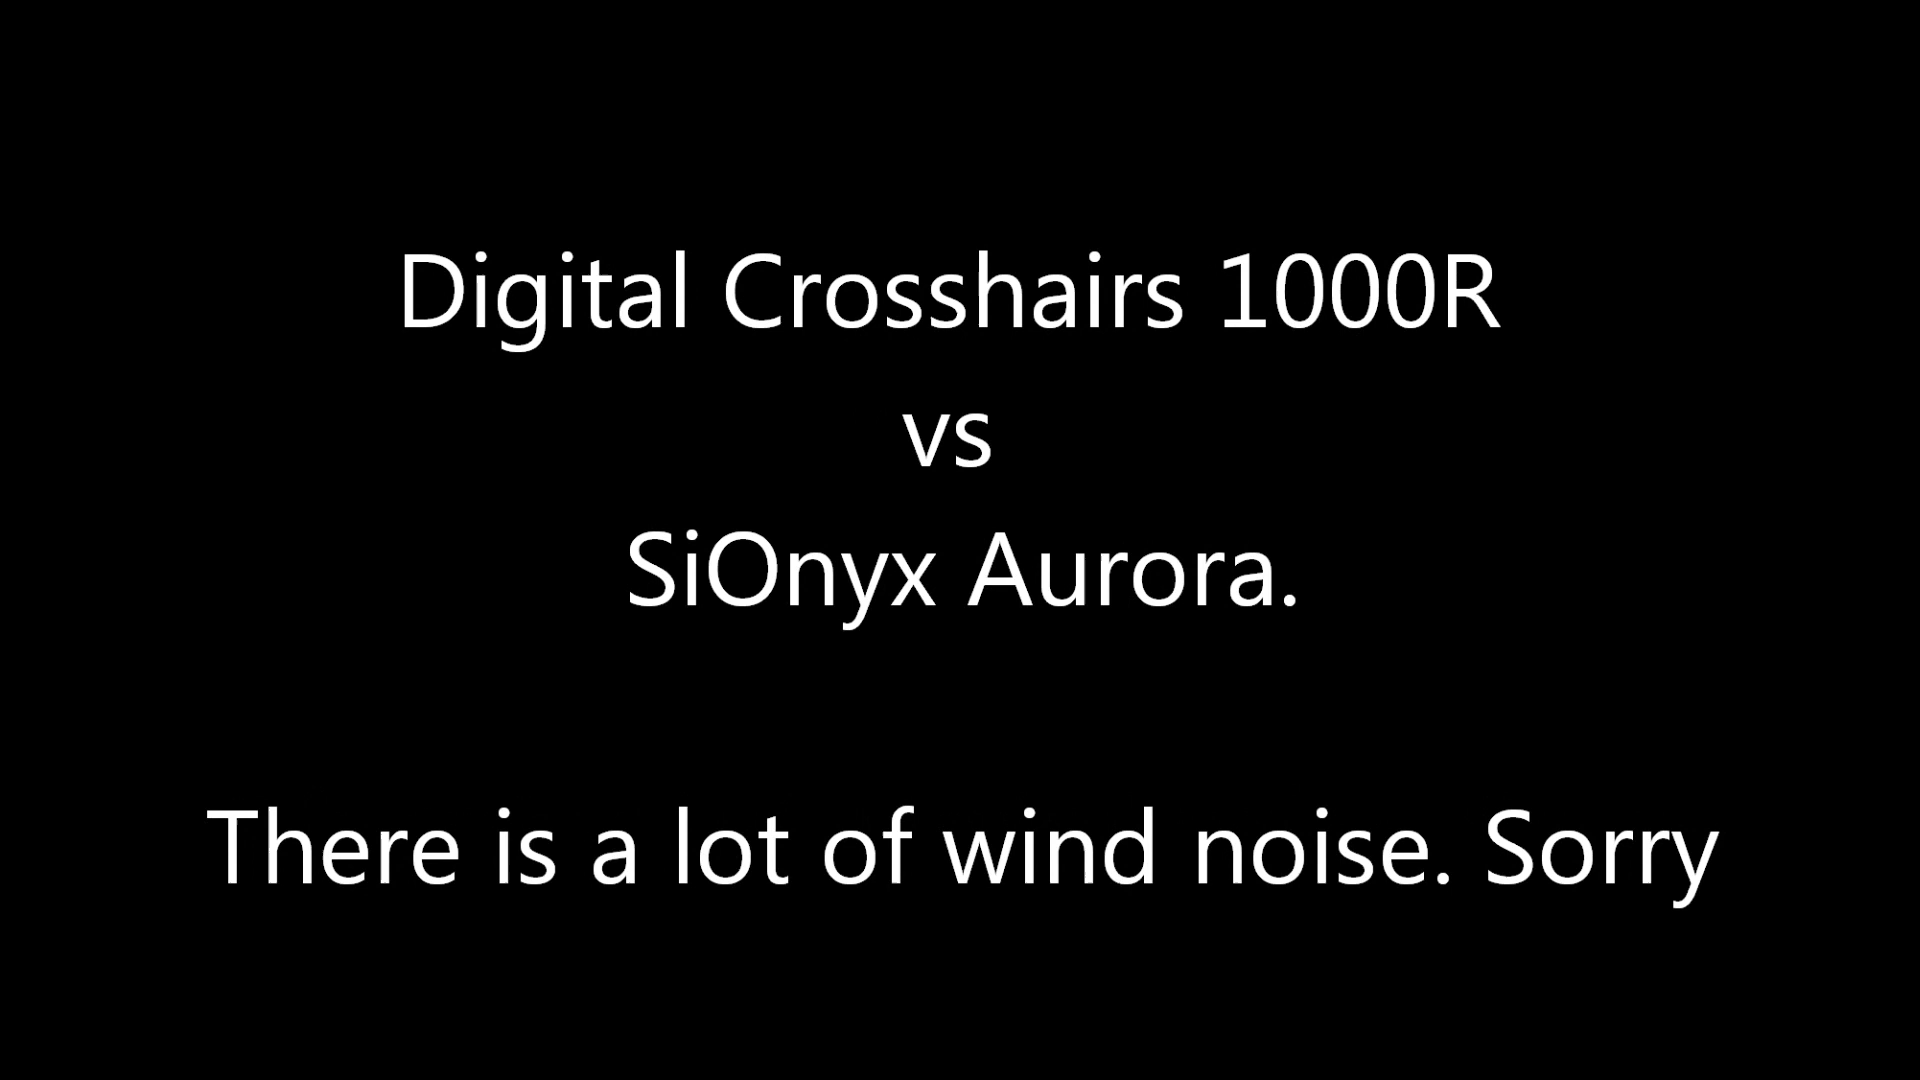 Digital Crosshairs 1000R
vs
SiOnyx Aurora.
There is a lot of wind noise. Sorry